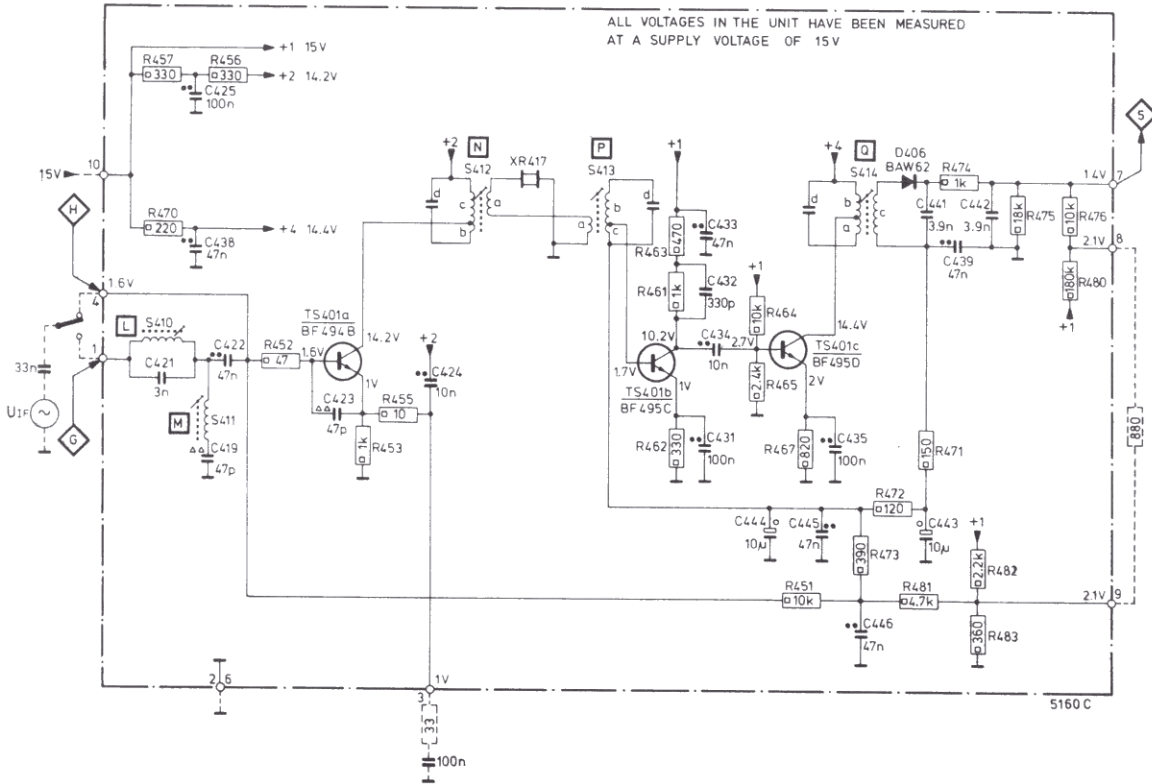 ALL VOLTAGES IN THE UNIT HAVE BEEN MEASURED
AT A SUPPLY VOLTAGE OF 15V
+1 15V
R457 R456
330 330
+2 14.2V
C425
100n
10
15V
R470
220
+4 14.4V
C438
47n
H
1.6V
4
L
S410
C421
3n
C422
47n
1
33n
UIF
G
M
S411
C419
47p
R452
47
1.6V
TS401a
BF494B
14.2V
1V
C423
47p
R455
10
1k
R453
+2
C424
10n
+2
N
S412
d
c
b
a
XR417
P
S413
a
b
c
d
+1
470
R463
C433
47n
R461
1k
C432
330p
10.2V
1.7V
TS401b
BF495C
1V
C434
10n
R462
330
C431
100n
+1
10k
R464
2.7V
2.4k
R465
TS401c
BF495D
14.4V
2V
R467
820
C435
100n
+4
Q
S414
d
b
a
c
D406
BAW62
R474
1k
C441
3.9n
C442
3.9n
C439
47n
18k
R475
10k
R476
180k
R480
+1
S
1.4V
7
2.1V
8
150
R471
R472
120
C444
10µ
C445
47n
390
R473
C443
10µ
+1
2.2k
R482
R451
10k
R481
4.7k
C446
47n
360
R483
2.1V
9
880
2 6
1V
3
33
100n
5160 C